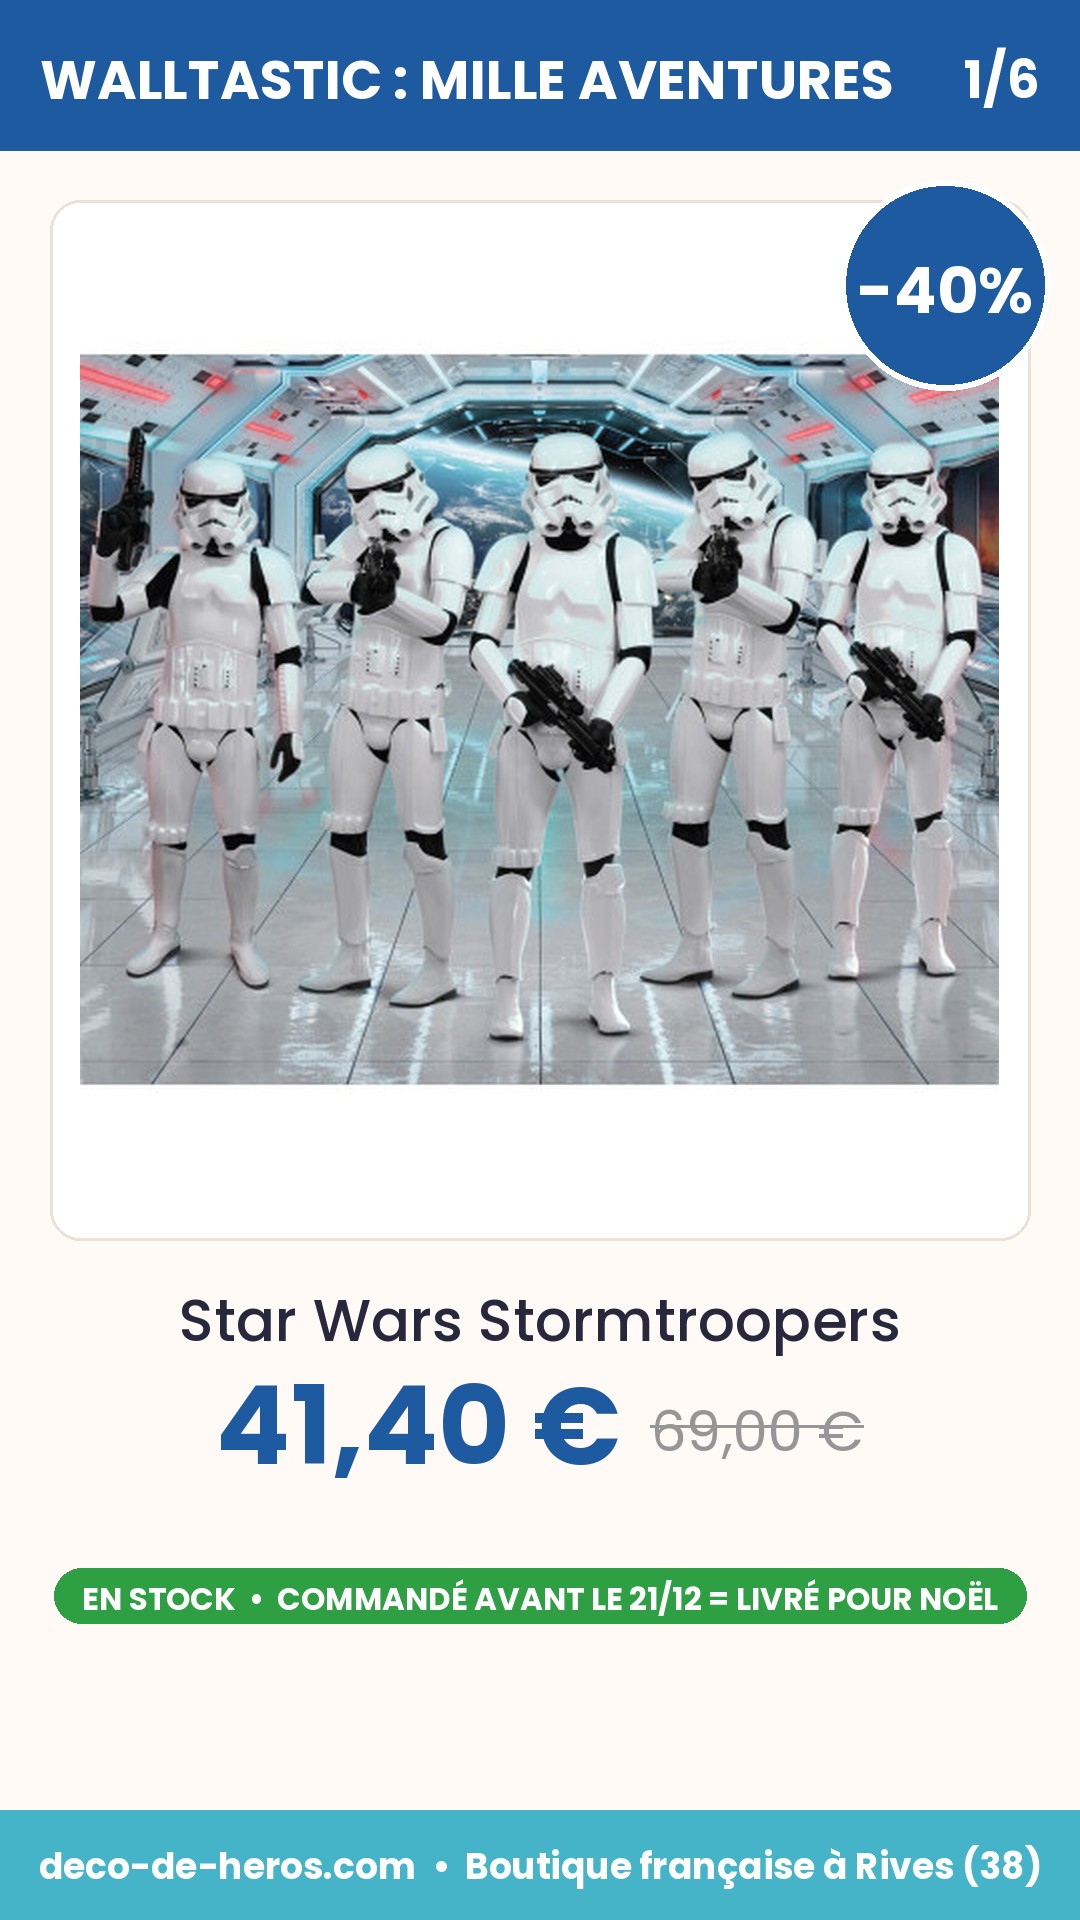 WALLTASTIC : MILLE AVENTURES 1/6
-40%
Star Wars Stormtroopers
41,40 € 69,00 €
EN STOCK • COMMANDÉ AVANT LE 21/12 = LIVRÉ POUR NOËL
deco-de-heros.com • Boutique française à Rives (38)